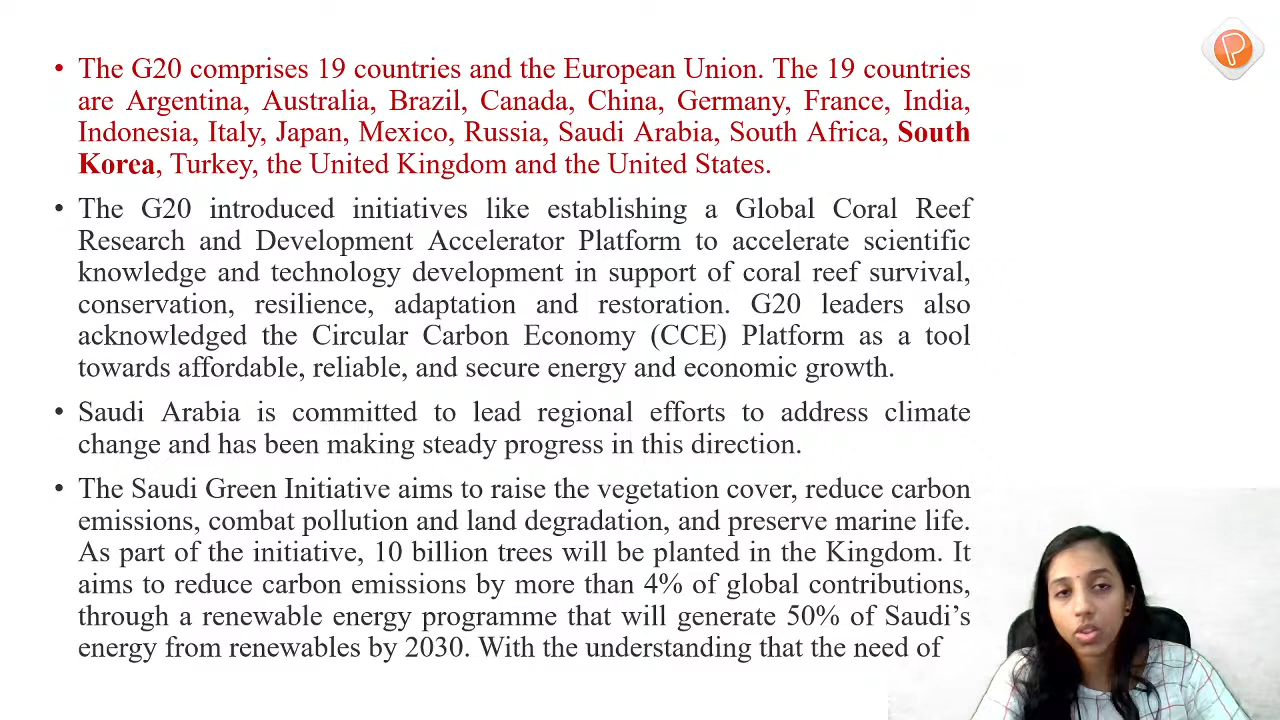 • The G20 comprises 19 countries and the European Union. The 19 countries
are Argentina, Australia, Brazil, Canada, China, Germany, France, India,
Indonesia, Italy, Japan, Mexico, Russia, Saudi Arabia, South Africa, South
Korea, Turkey, the United Kingdom and the United States.
• The G20 introduced initiatives like establishing a Global Coral Reef
Research and Development Accelerator Platform to accelerate scientific
knowledge and technology development in support of coral reef survival,
conservation, resilience, adaptation and restoration. G20 leaders also
acknowledged the Circular Carbon Economy (CCE) Platform as a tool
towards affordable, reliable, and secure energy and economic growth.
• Saudi Arabia is committed to lead regional efforts to address climate
change and has been making steady progress in this direction.
• The Saudi Green Initiative aims to raise the vegetation cover, reduce carbon
emissions, combat pollution and land degradation, and preserve marine life.
As part of the initiative, 10 billion trees will be planted in the Kingdom. It
aims to reduce carbon emissions by more than 4% of global contributions,
through a renewable energy programme that will generate 50% of Saudi's
energy from renewables by 2030. With the understanding that the need of
P